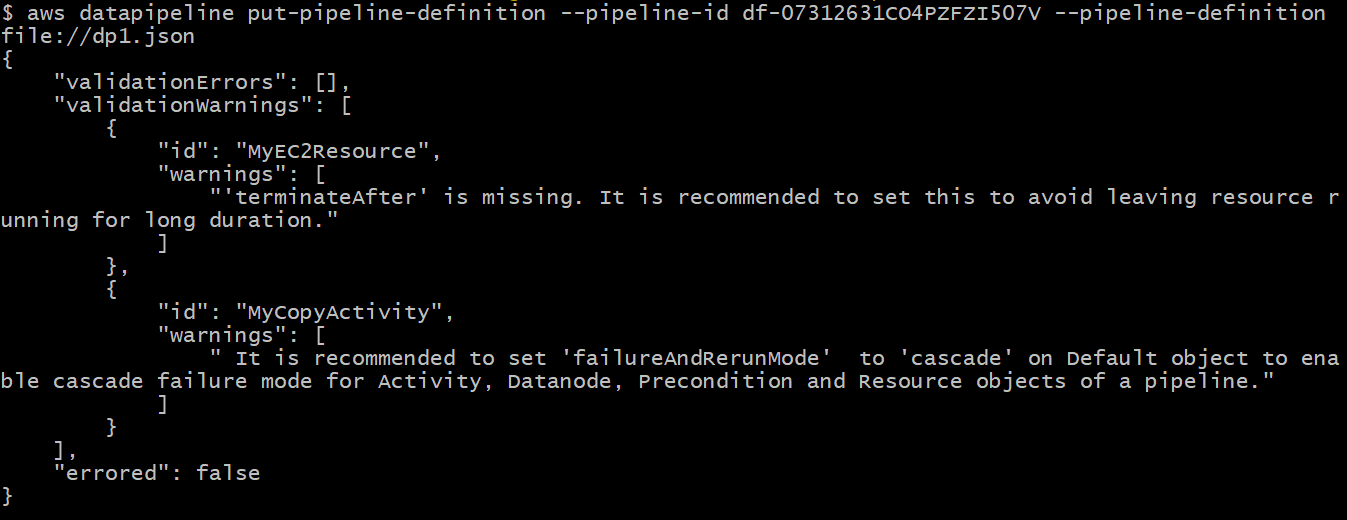 $ aws datapipeline put-pipeline-definition --pipeline-id df-07312631CO4PZFZI507V --pipeline-definition
file://dp1.json
{
    "validationErrors": [],
    "validationWarnings": [
        {
            "id": "MyEC2Resource",
            "warnings": [
                "'terminateAfter' is missing. It is recommended to set this to avoid leaving resource r
unning for long duration."
            ]
        },
        {
            "id": "MyCopyActivity",
            "warnings": [
                " It is recommended to set 'failureAndRerunMode'  to 'cascade' on Default object to ena
ble cascade failure mode for Activity, Datanode, Precondition and Resource objects of a pipeline."
            ]
        }
    ],
    "errored": false
}